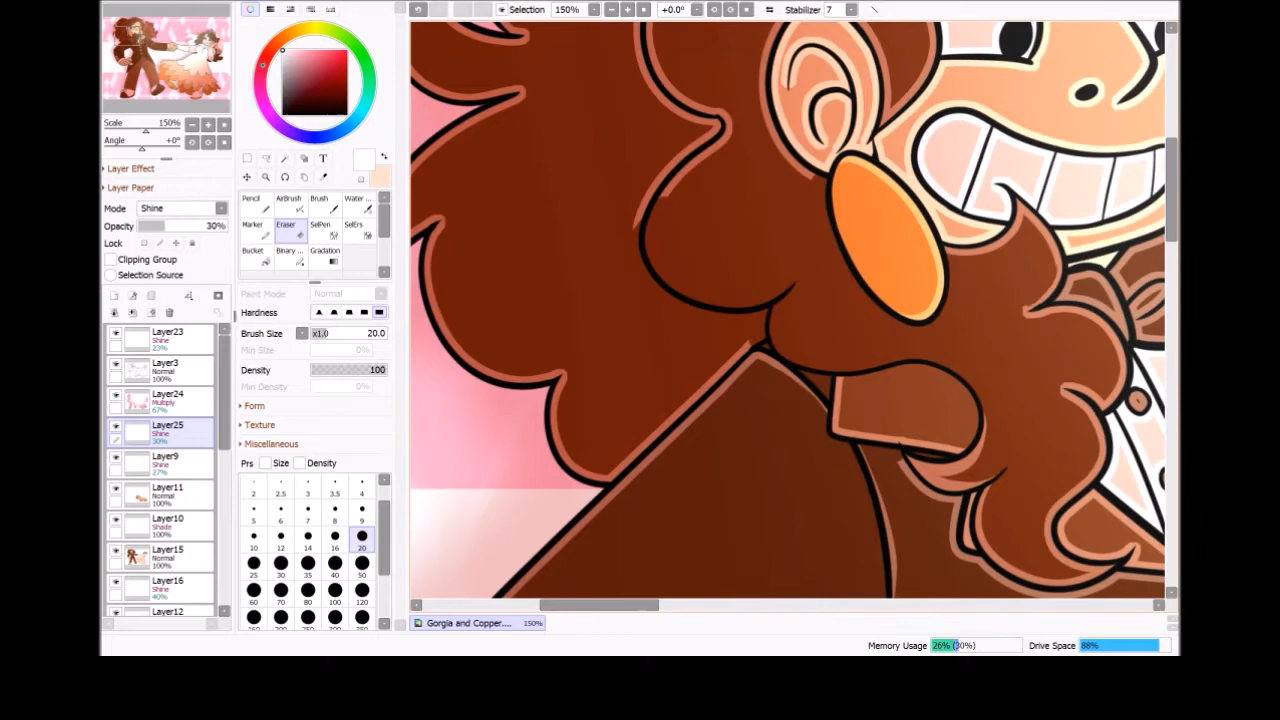 Selection 150% +0.0° Stabilizer 7
Scale 150%
Angle +0°
Layer Effect
Layer Paper
Mode Shine
Opacity 30%
Lock
Clipping Group
Selection Source
Layer23
Shine
23%
Layer3
Normal
100%
Layer24
Multiply
67%
Layer25
Shine
30%
Layer9
Shine
27%
Layer11
Normal
100%
Layer10
Shade
100%
Layer15
Normal
100%
Layer16
Shine
40%
Layer12
T
Pencil AirBrush Brush Water ...
Marker Eraser SelPen SelErs
Bucket Binary ... Gradation
Paint Mode Normal
Hardness
Brush Size x1.0 20.0
Min Size 0%
Density 100
Min Density 0%
Form
Texture
Miscellaneous
Prs Size Density
2 2.5 3 3.5 4
5 6 7 8 9
10 12 14 16 20
25 30 35 40 50
60 70 80 100 120
Gorgia and Copper.... 150%
Memory Usage 26% (30%) Drive Space 88%